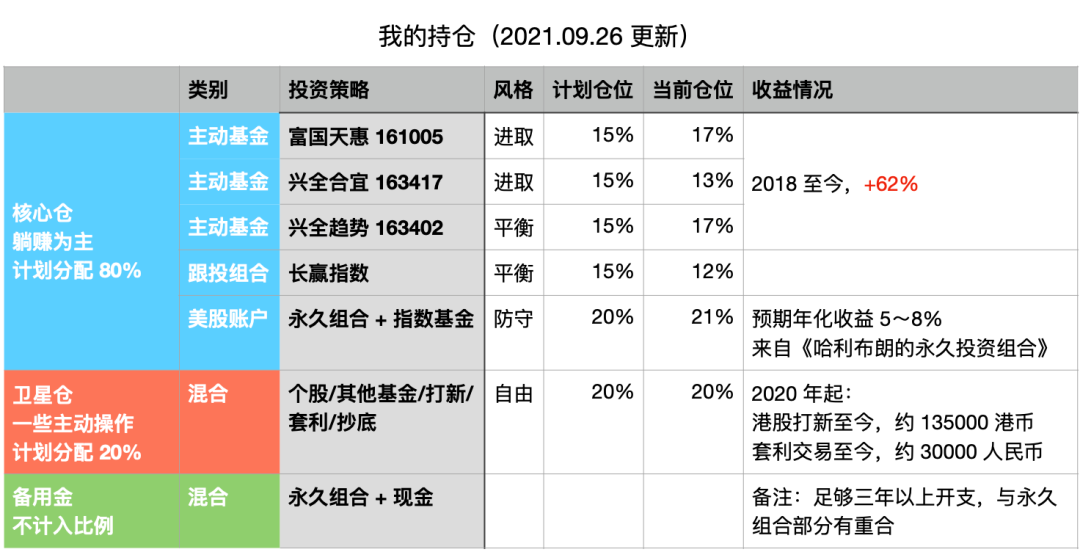 我的持仓（2021.09.26 更新）
类别 投资策略 风格 计划仓位 当前仓位 收益情况
核心仓
躺赚为主
计划分配 80%
主动基金 富国天惠 161005 进取 15% 17%
主动基金 兴全合宜 163417 进取 15% 13%
2018 至今，+62%
主动基金 兴全趋势 163402 平衡 15% 17%
跟投组合 长赢指数 平衡 15% 12%
美股账户 永久组合 + 指数基金 防守 20% 21%
预期年化收益 5～8%
来自《哈利布朗的永久投资组合》
卫星仓
一些主动操作
计划分配 20%
混合
个股/其他基金/打新/
套利/抄底
自由 20% 20%
2020 年起：
港股打新至今，约 135000 港币
套利交易至今，约 30000 人民币
备用金
不计入比例
混合 永久组合 + 现金
备注：足够三年以上开支，与永久
组合部分有重合